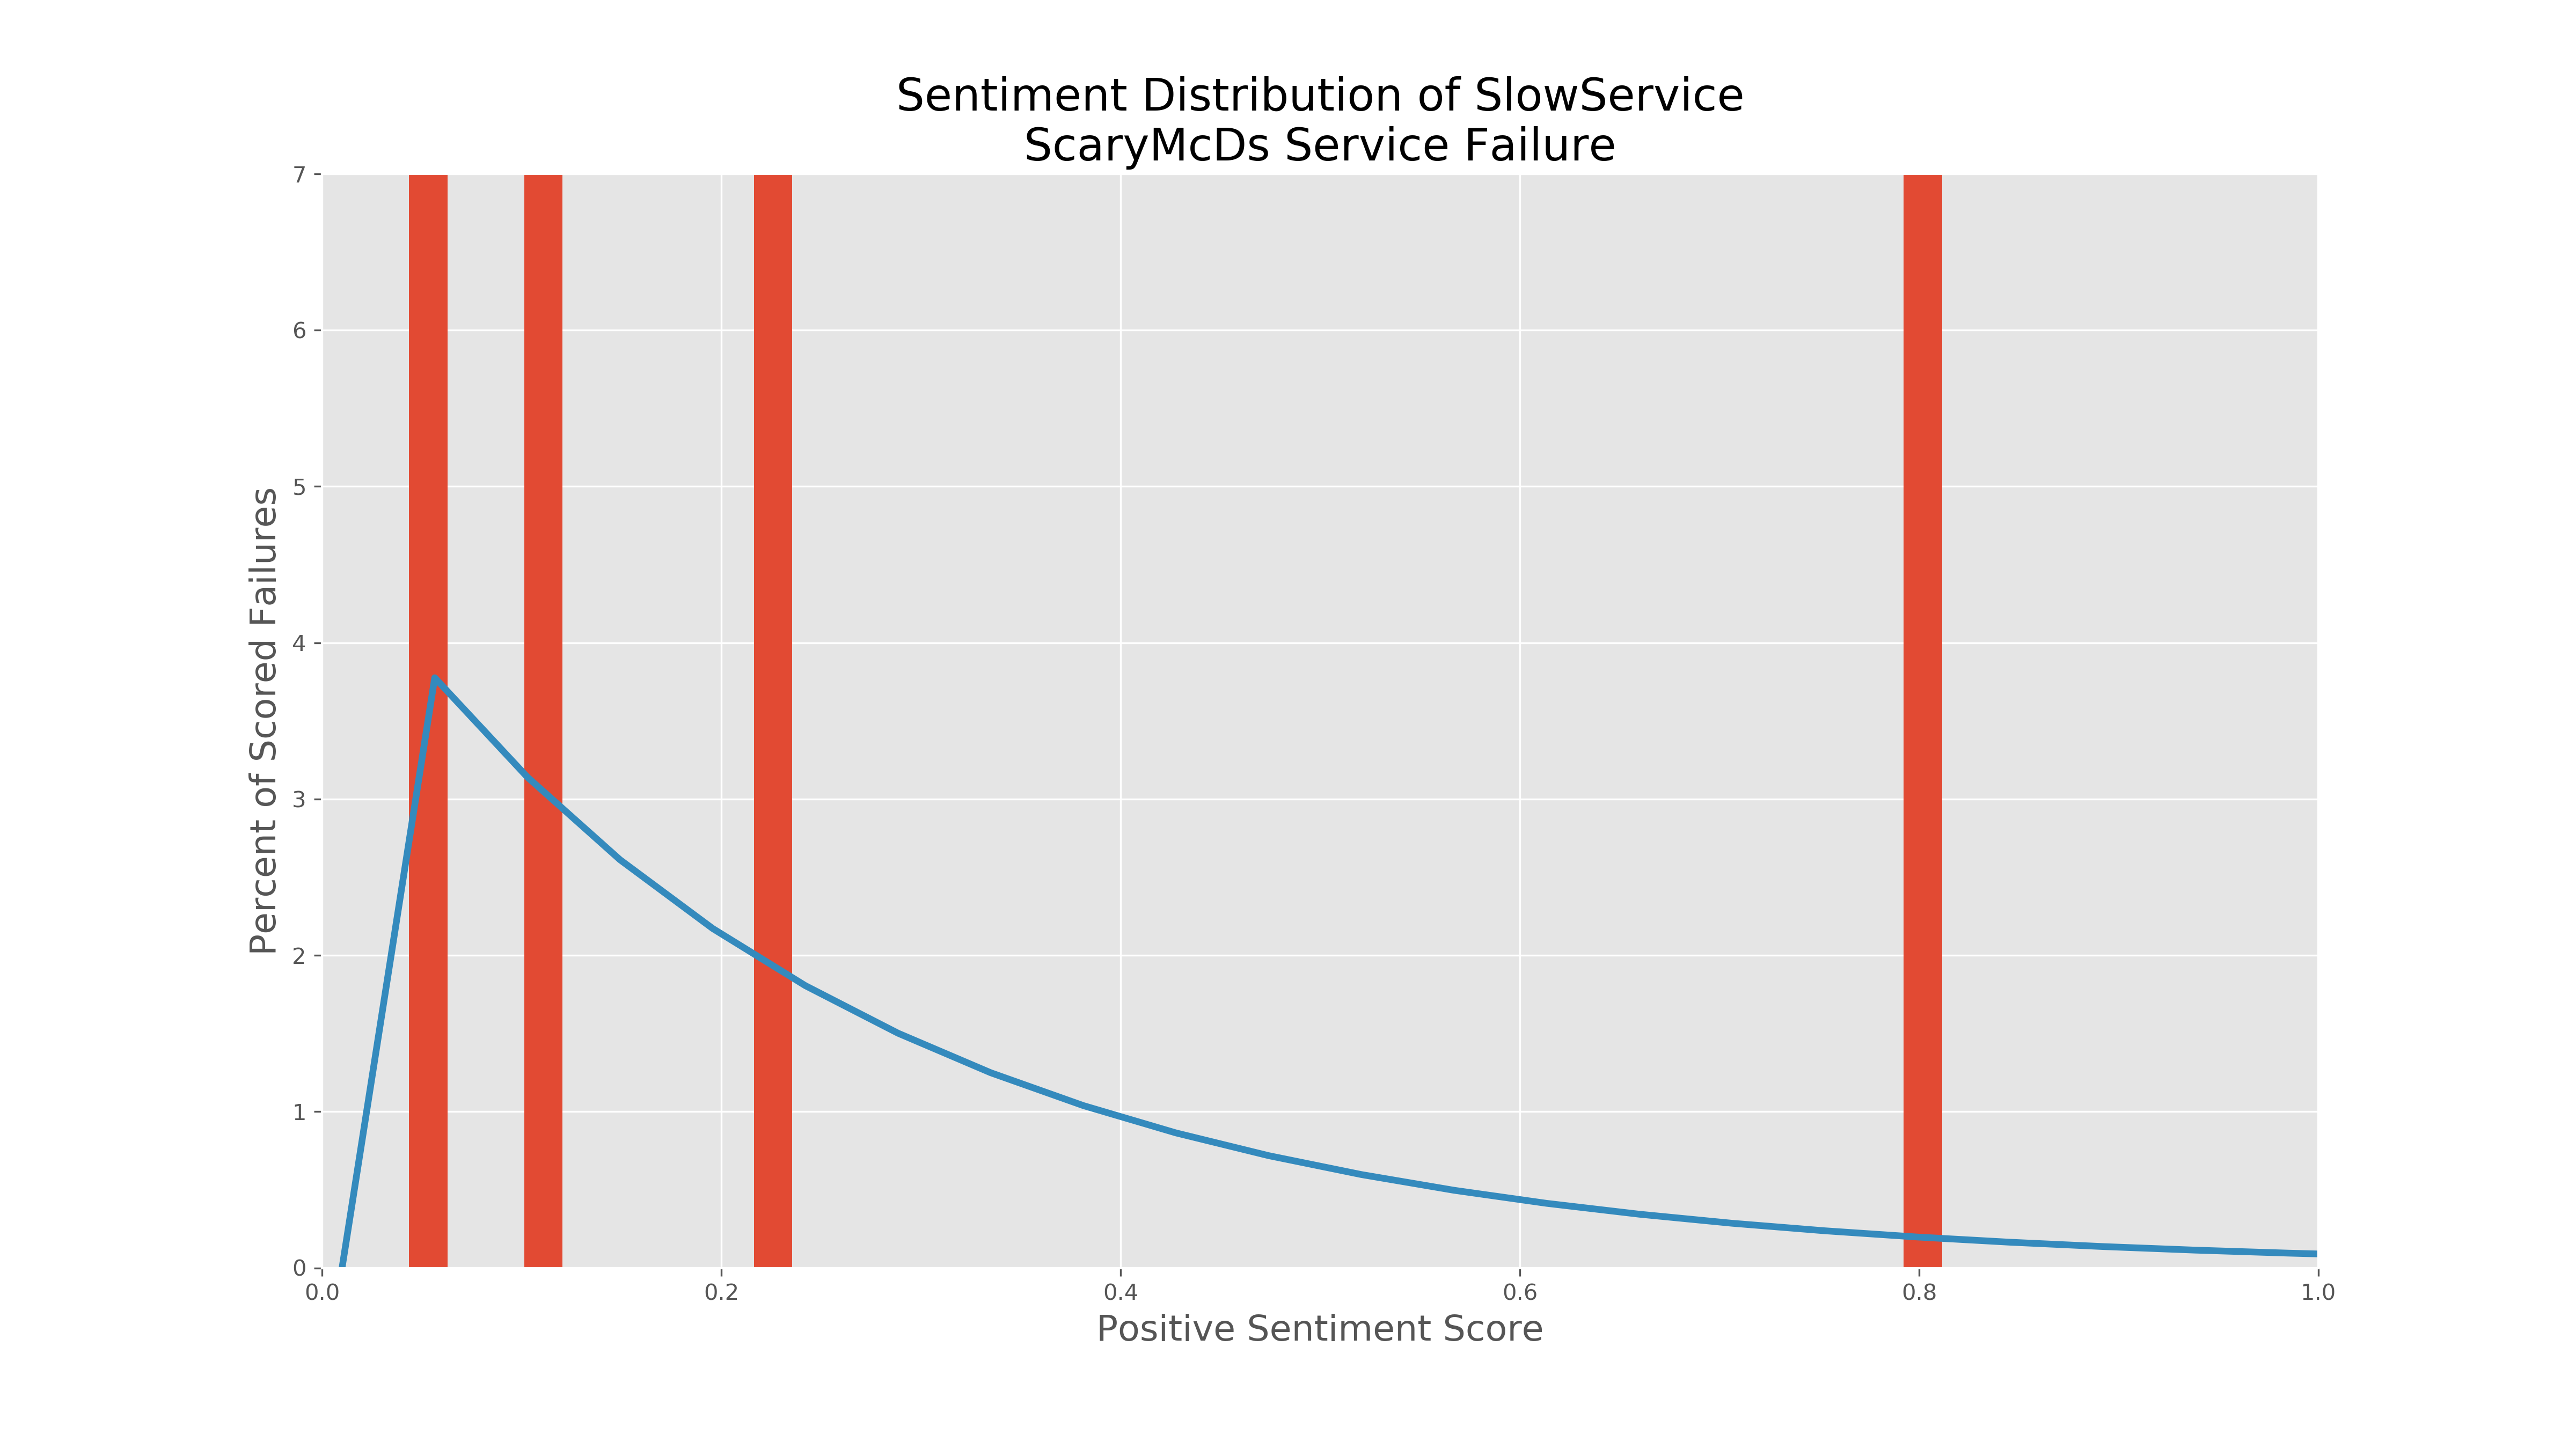 Sentiment Distribution of SlowService
ScaryMcDs Service Failure
7
6
5
4
3
2
1
0
Percent of Scored Failures
0.0 0.2 0.4 0.6 0.8 1.0
Positive Sentiment Score